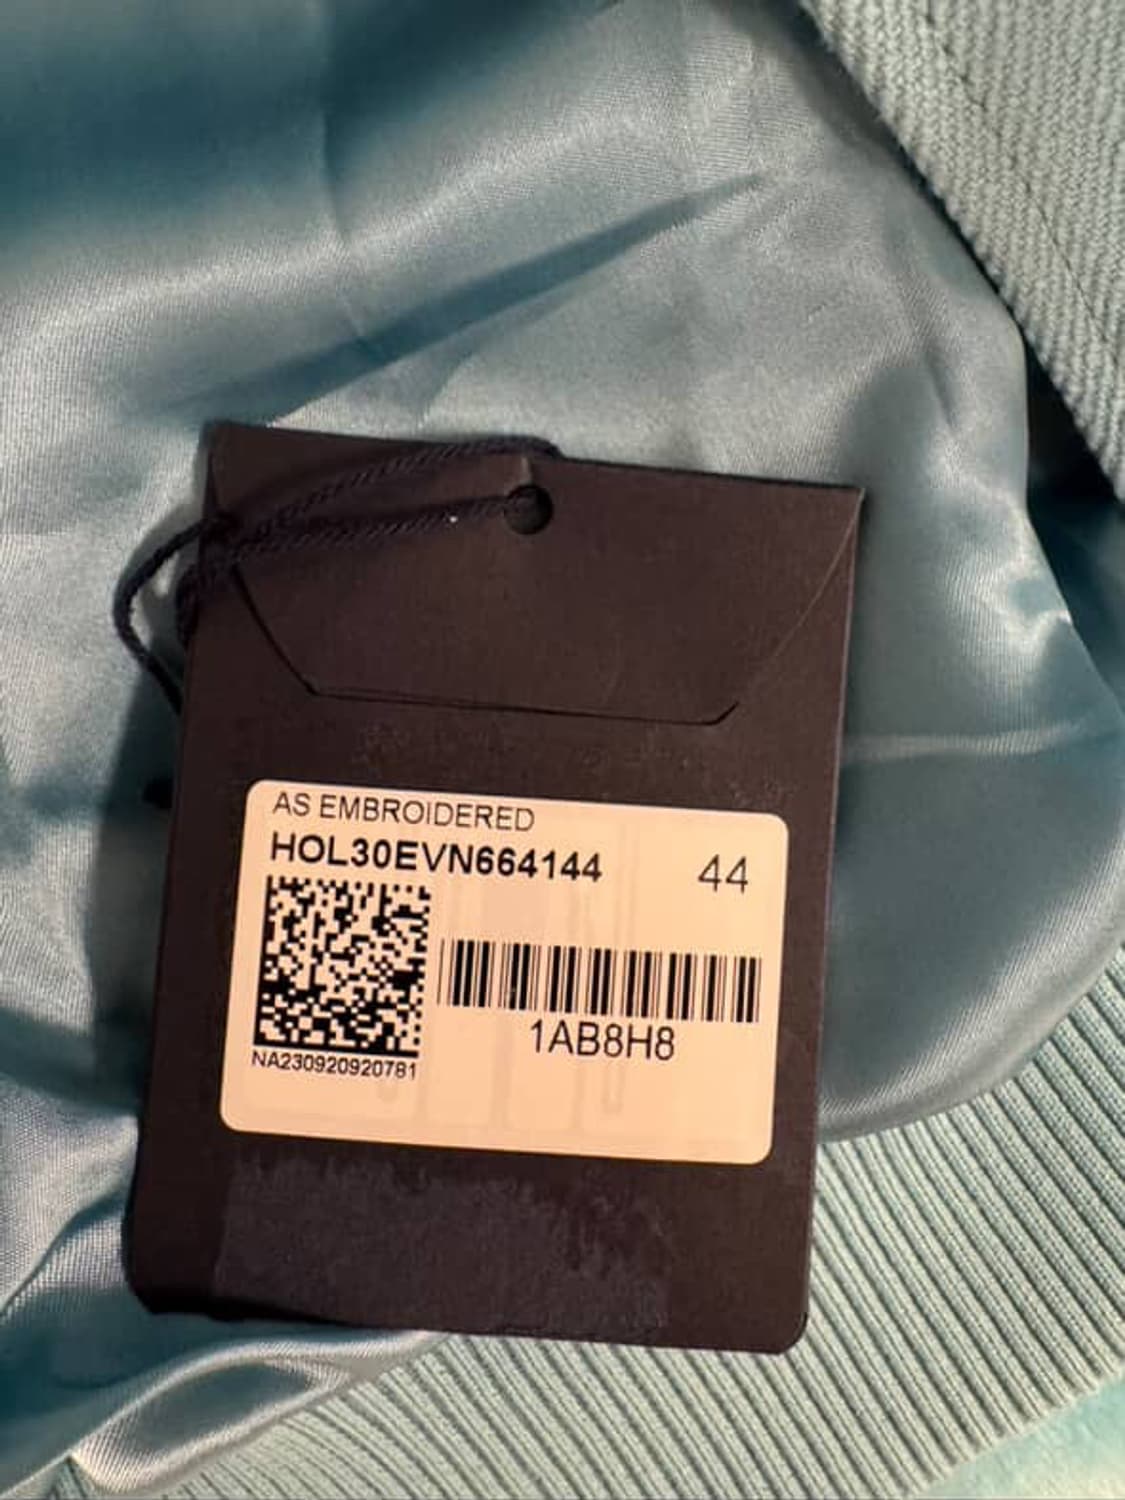 AS EMBROIDERED
HOL30EVN664144 44
1AB8H8
NA230920920781